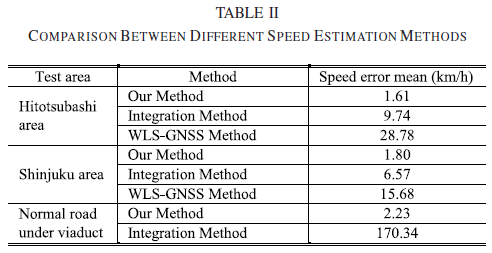 TABLE II
COMPARISON BETWEEN DIFFERENT SPEED ESTIMATION METHODS
Test area Method Speed error mean (km/h)
Hitotsubashi area Our Method 1.61
Integration Method 9.74
WLS-GNSS Method 28.78
Shinjuku area Our Method 1.80
Integration Method 6.57
WLS-GNSS Method 15.68
Normal road under viaduct Our Method 2.23
Integration Method 170.34